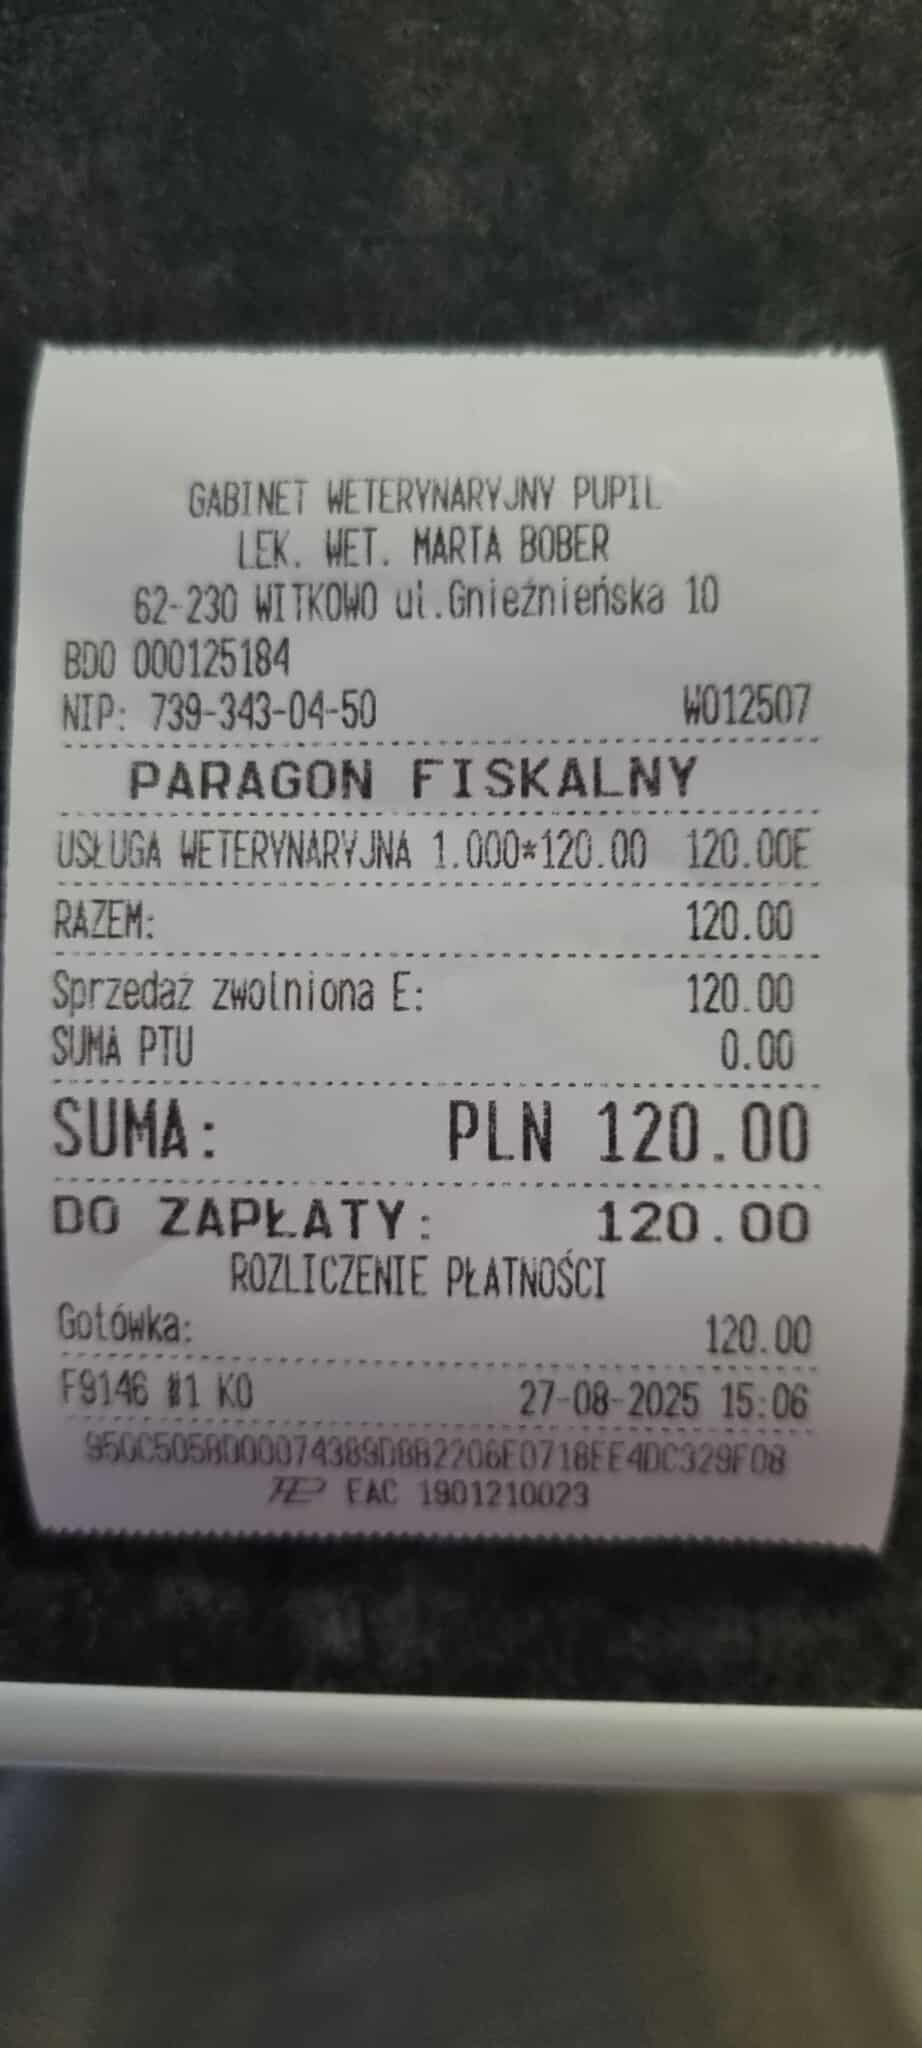 GABINET WETERYNARYJNY PUPIL
LEK. WET. MARTA BOBER
62-230 WITKOWO ul.Gnieźnieńska 10
BDO 000125184
NIP: 739-343-04-50 W012507
PARAGON FISKALNY
USŁUGA WETERYNARYJNA 1.000*120.00 120.00E
RAZEM: 120.00
Sprzedaż zwolniona E: 120.00
SUMA PTU 0.00
SUMA: PLN 120.00
DO ZAPŁATY: 120.00
ROZLICZENIE PŁATNOŚCI
Gotówka: 120.00
F9146 #1 KO 27-08-2025 15:06
EAC 1901210023